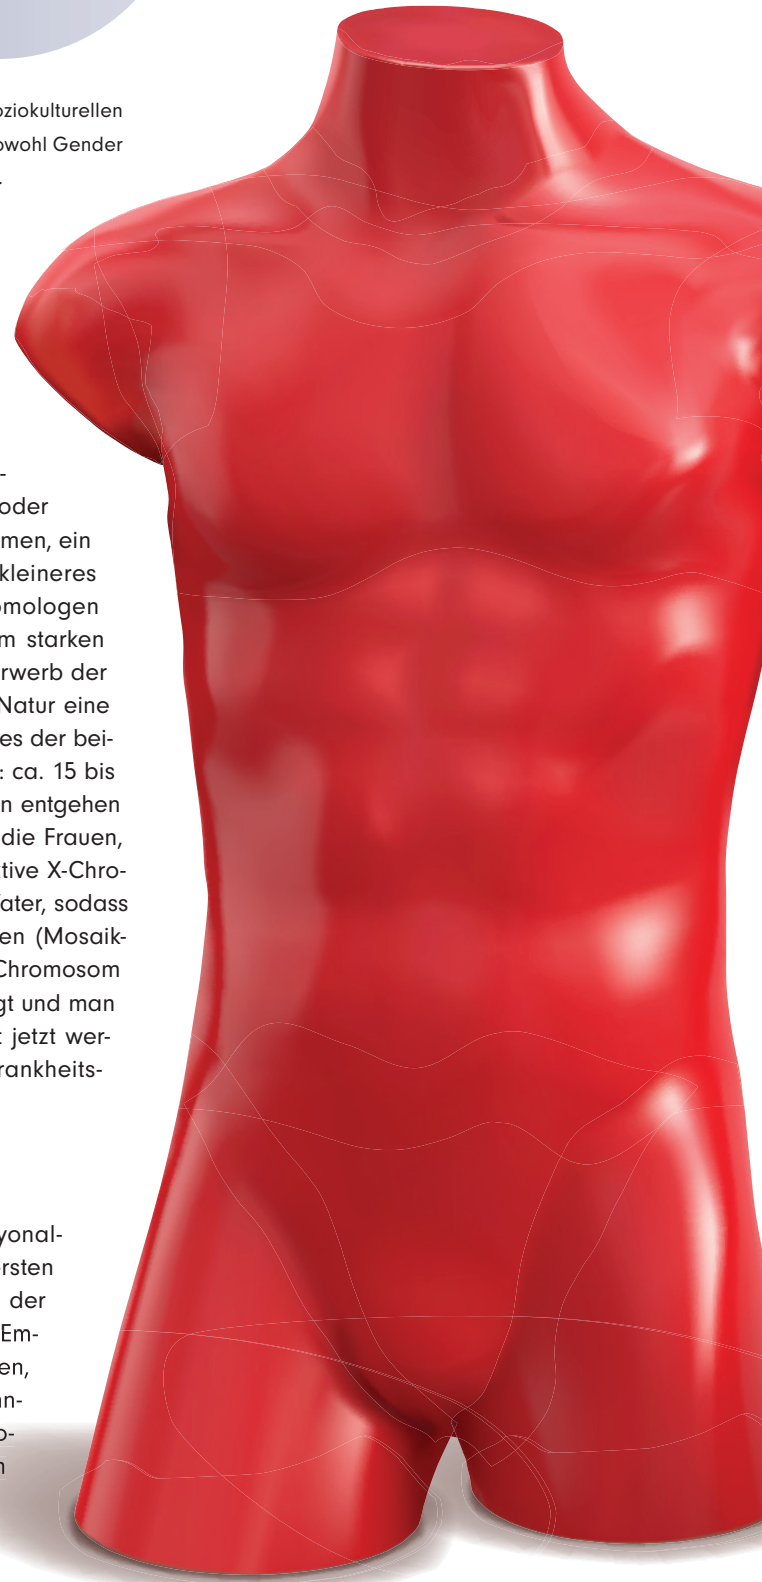 oziokulturellen
owohl Gender
-
oder
men, ein
kleineres
omologen
m starken
rwerb der
Natur eine
es der bei-
: ca. 15 bis
n entgehen
die Frauen,
tive X-Chro-
Vater, sodass
en (Mosaik-
Chromosom
gt und man
t jetzt wer-
rankheits-
yonal-
rsten
der
Em-
en,
nn-
o-
n